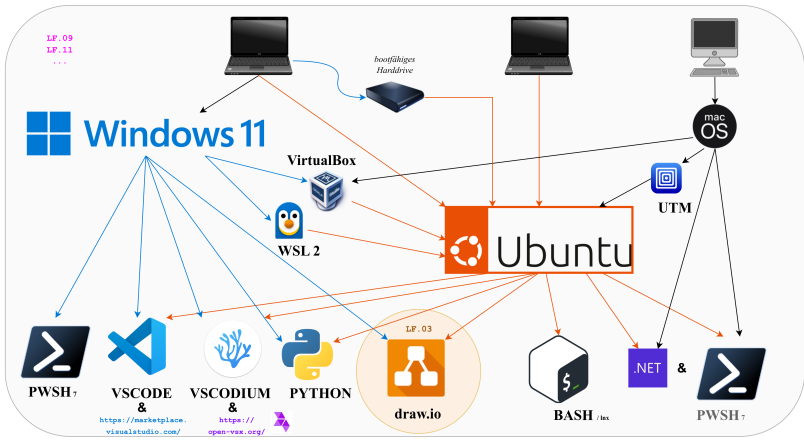 LF.09
LF.11
...
bootfähiges
Harddrive
Windows 11
mac
OS
VirtualBox
UTM
WSL 2
Ubuntu
LF.03
.NET
&
$
PWSH 7
VSCODE
&
https://marketplace.
visualstudio.com/
VSCODIUM
&
https://
open-vsx.org/
PYTHON
draw.io
BASH / lnx
PWSH 7